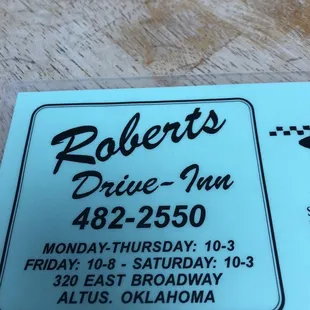 Roberts
Drive-Inn
482-2550
MONDAY-THURSDAY: 10-3
FRIDAY: 10-8 - SATURDAY: 10-3
320 EAST BROADWAY
ALTUS. OKLAHOMA